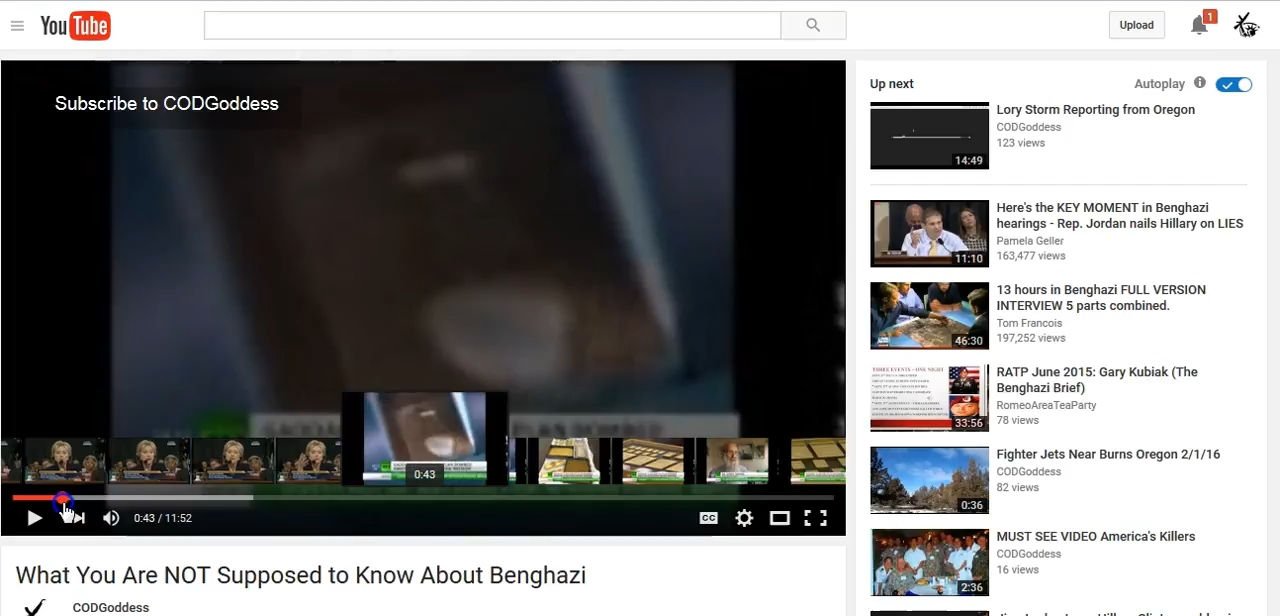 YouTube
Upload
1
Subscribe to CODGoddess
0:43
0:43 / 11:52
CC
What You Are NOT Supposed to Know About Benghazi
CODGoddess
Up next
Autoplay
Lory Storm Reporting from Oregon
CODGoddess
123 views
14:49
Here's the KEY MOMENT in Benghazi
hearings - Rep. Jordan nails Hillary on LIES
Pamela Geller
163,477 views
11:10
13 hours in Benghazi FULL VERSION
INTERVIEW 5 parts combined.
Tom Francois
197,252 views
46:30
RATP June 2015: Gary Kubiak (The
Benghazi Brief)
RomeoAreaTeaParty
78 views
THREE EVENTS - ONE NIGHT
33:56
Fighter Jets Near Burns Oregon 2/1/16
CODGoddess
82 views
0:36
MUST SEE VIDEO America's Killers
CODGoddess
16 views
2:36